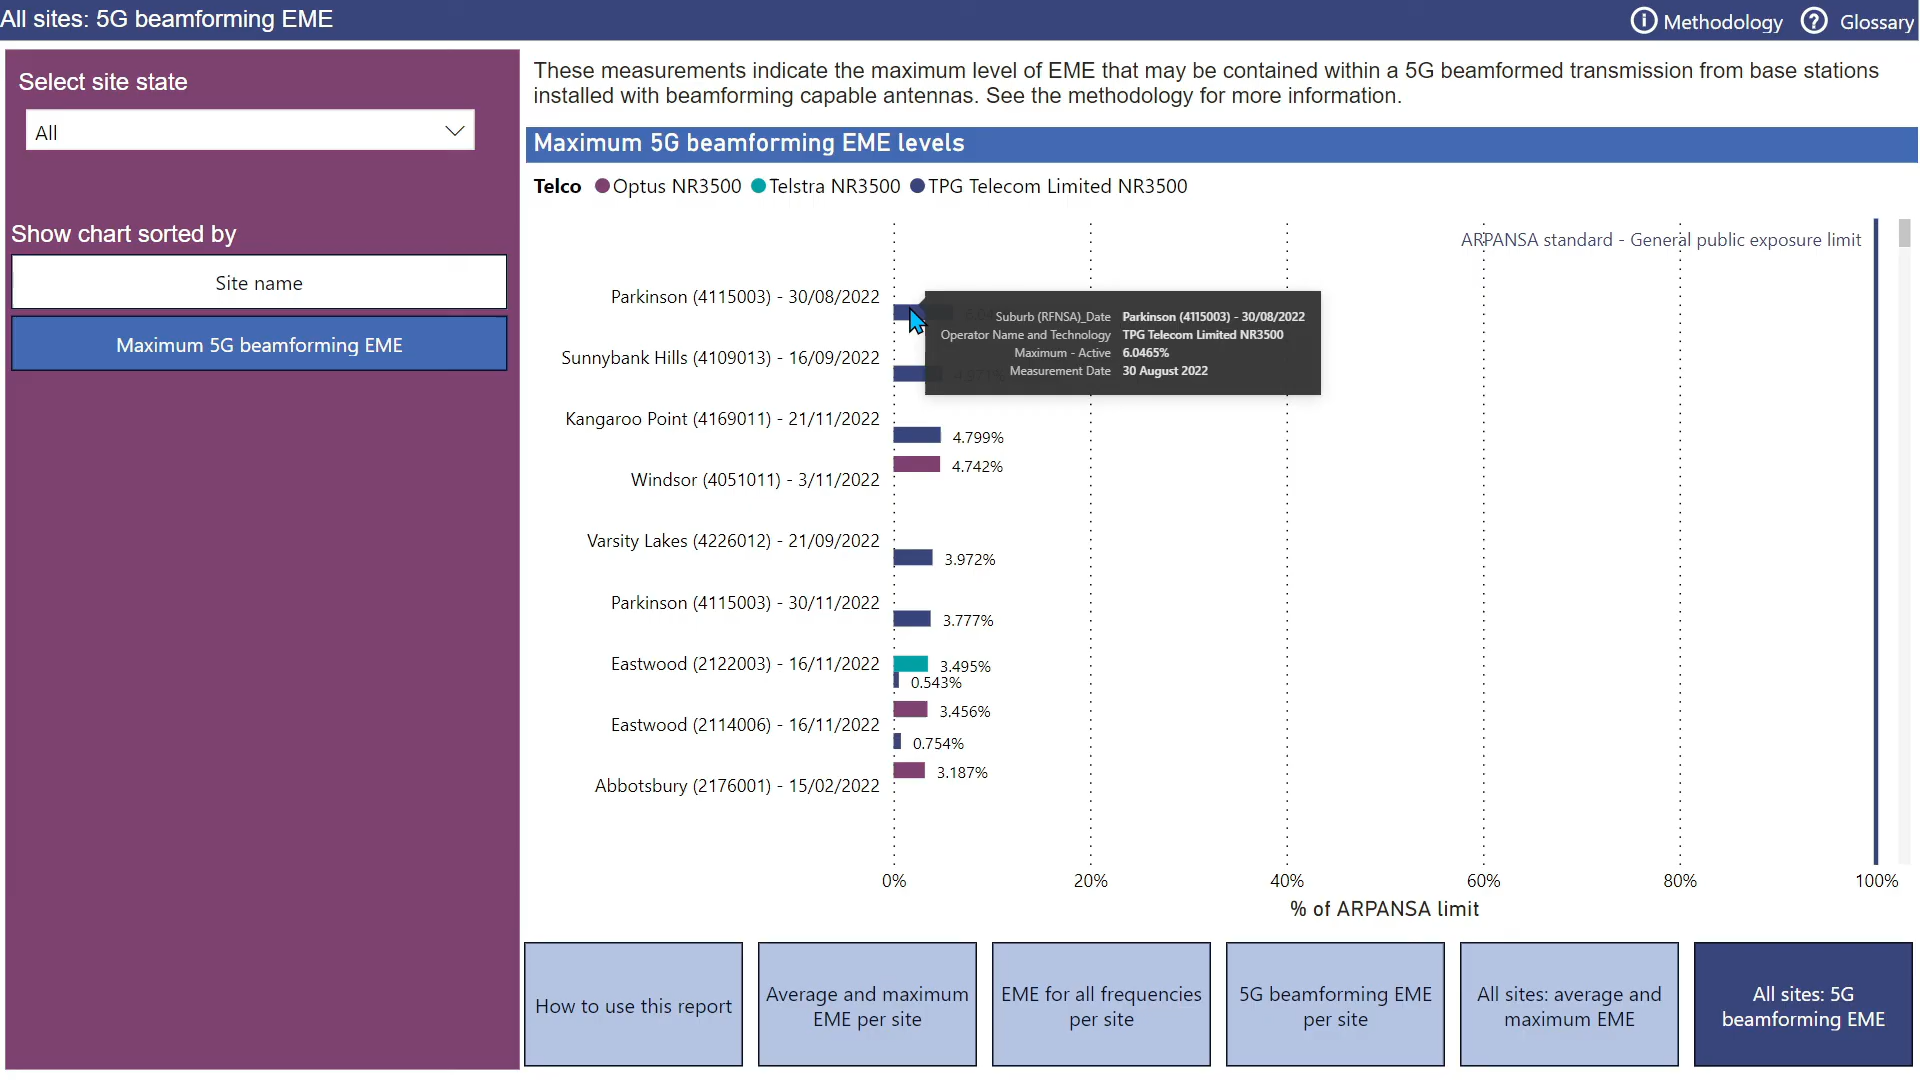 All sites: 5G beamforming EME
Methodology
Glossary
Select site state
All
Show chart sorted by
Site name
Maximum 5G beamforming EME
These measurements indicate the maximum level of EME that may be contained within a 5G beamformed transmission from base stations
installed with beamforming capable antennas. See the methodology for more information.
Maximum 5G beamforming EME levels
Telco Optus NR3500 Telstra NR3500 TPG Telecom Limited NR3500
ARPANSA standard - General public exposure limit
Parkinson (4115003) - 30/08/2022
Suburb (RFNSA)_Date Parkinson (4115003) - 30/08/2022
Operator Name and Technology TPG Telecom Limited NR3500
Maximum - Active 6.0465%
Measurement Date 30 August 2022
Sunnybank Hills (4109013) - 16/09/2022
4.971%
Kangaroo Point (4169011) - 21/11/2022
4.799%
4.742%
Windsor (4051011) - 3/11/2022
Varsity Lakes (4226012) - 21/09/2022
3.972%
Parkinson (4115003) - 30/11/2022
3.777%
Eastwood (2122003) - 16/11/2022
3.495%
0.543%
3.456%
Eastwood (2114006) - 16/11/2022
0.754%
3.187%
Abbotsbury (2176001) - 15/02/2022
0% 20% 40% 60% 80% 100%
% of ARPANSA limit
How to use this report
Average and maximum
EME per site
EME for all frequencies
per site
5G beamforming EME
per site
All sites: average and
maximum EME
All sites: 5G
beamforming EME